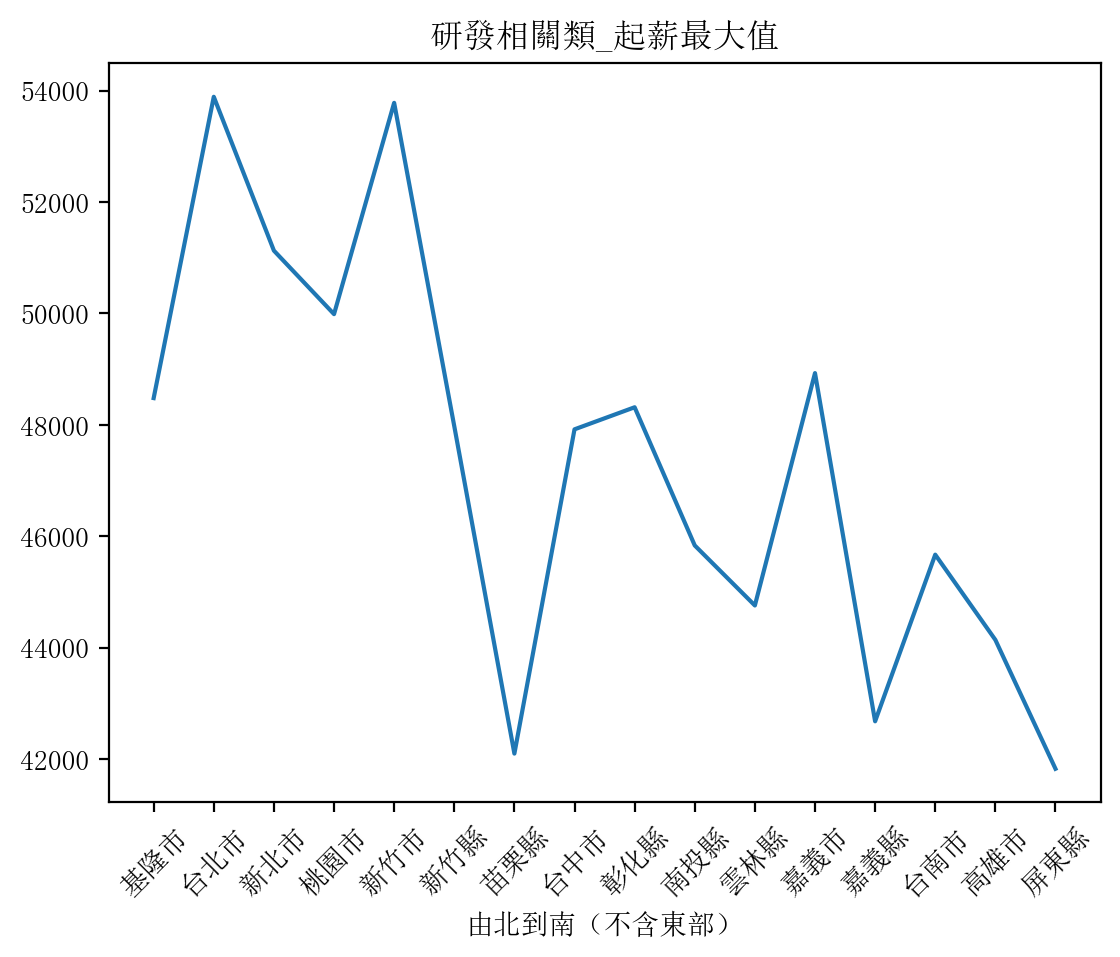 研發相關類_起薪最大值
54000
52000
50000
48000
46000
44000
42000
基隆市
台北市
新北市
桃園市
新竹市
新竹縣
苗栗縣
台中市
彰化縣
南投縣
雲林縣
嘉義市
嘉義縣
台南市
高雄市
屏東縣
由北到南（不含東部）